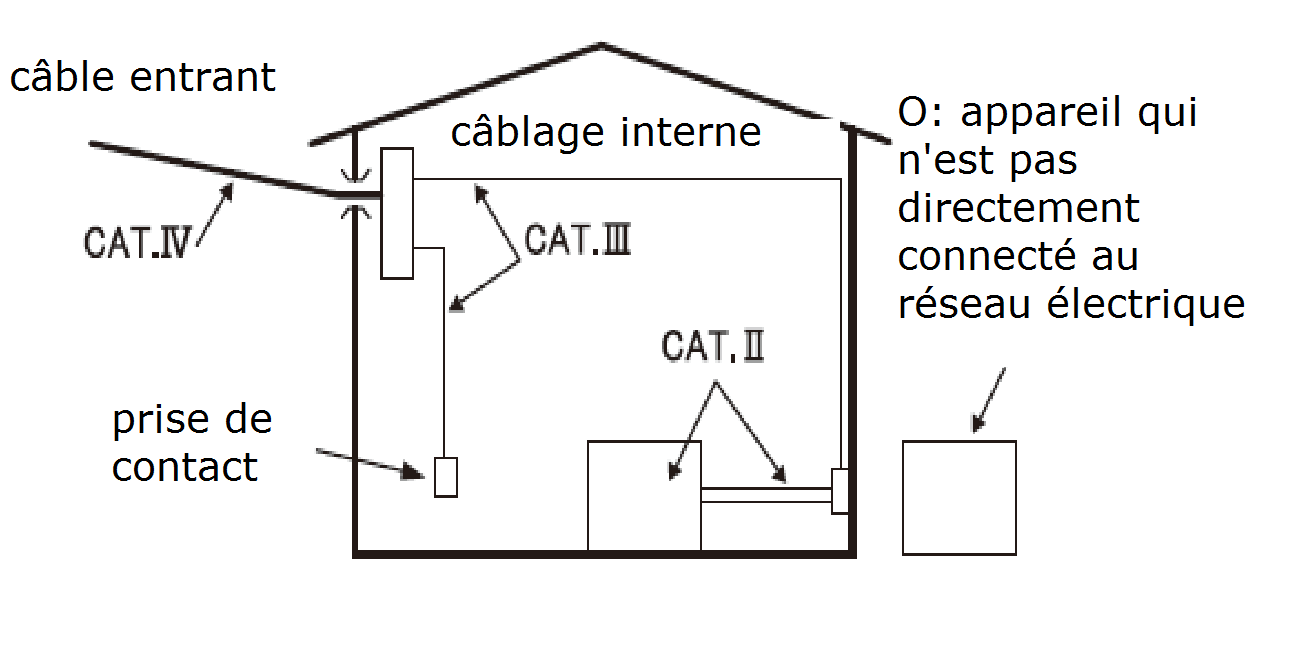 câble entrant
câblage interne
O: appareil qui
n'est pas
directement
connecté au
réseau électrique
CAT.Ⅳ
CAT.Ⅲ
CAT.Ⅱ
prise de
contact